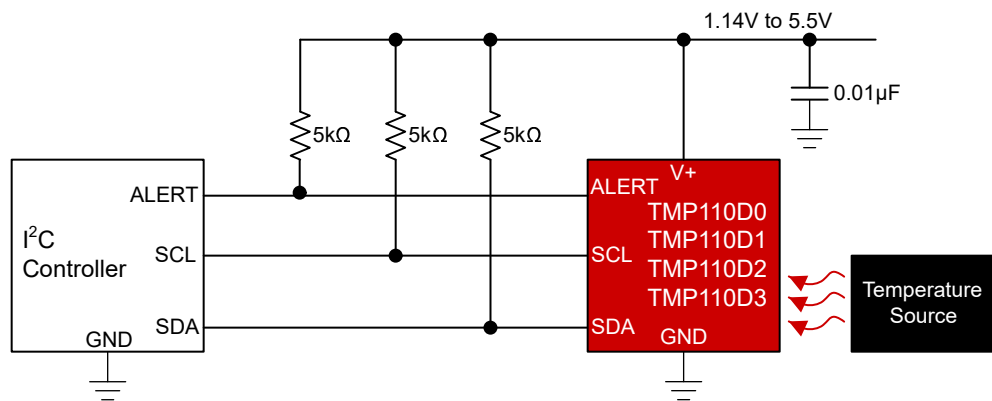 1.14V to 5.5V
0.01µF
5kΩ
5kΩ
5kΩ
ALERT
I²C
Controller
SCL
SDA
GND
V+
ALERT
TMP110D0
TMP110D1
SCL
TMP110D2
TMP110D3
SDA
GND
Temperature
Source